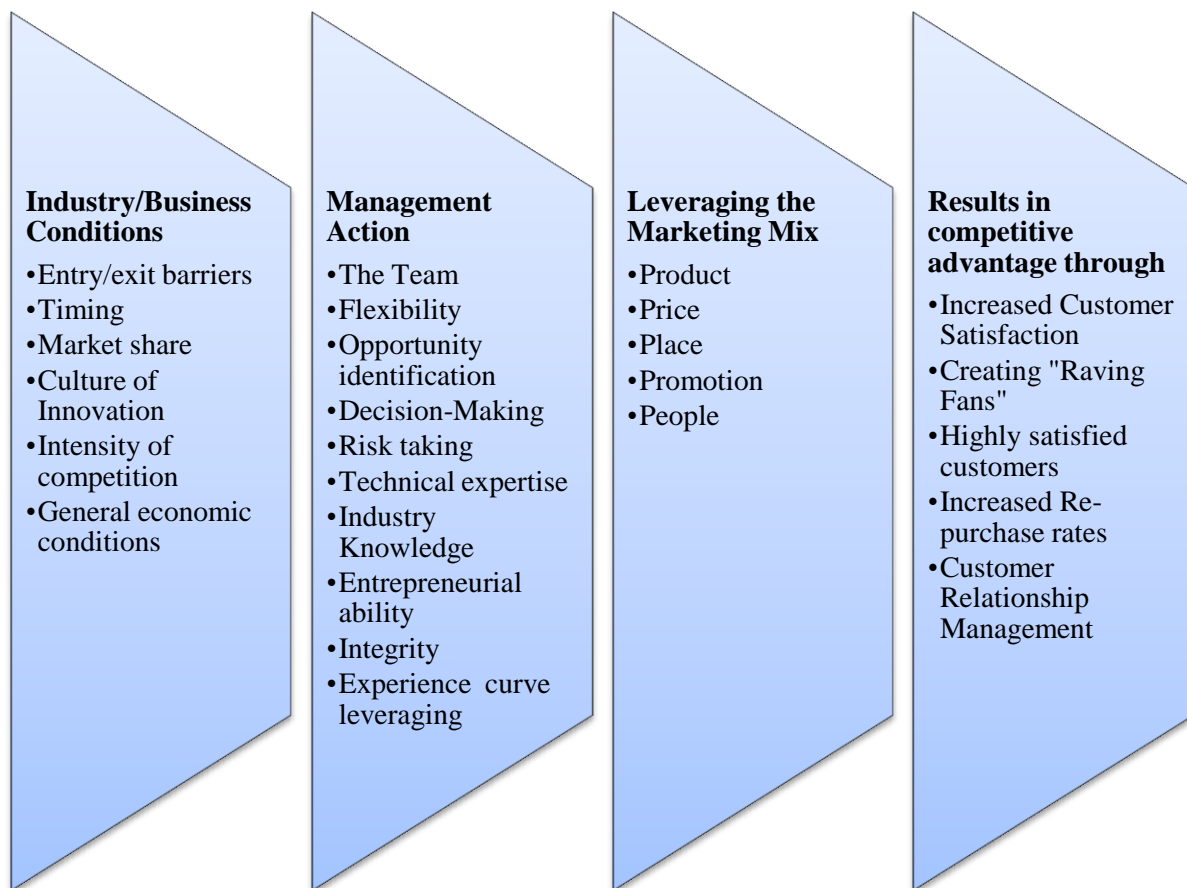 Industry/Business
Conditions
•Entry/exit barriers
•Timing
•Market share
•Culture of
Innovation
•Intensity of
competition
•General economic
conditions
Management
Action
•The Team
•Flexibility
•Opportunity
identification
•Decision-Making
•Risk taking
•Technical expertise
•Industry
Knowledge
•Entrepreneurial
ability
•Integrity
•Experience curve
leveraging
Leveraging the
Marketing Mix
•Product
•Price
•Place
•Promotion
•People
Results in
competitive
advantage through
•Increased Customer
Satisfaction
•Creating "Raving
Fans"
•Highly satisfied
customers
•Increased Re-
purchase rates
•Customer
Relationship
Management